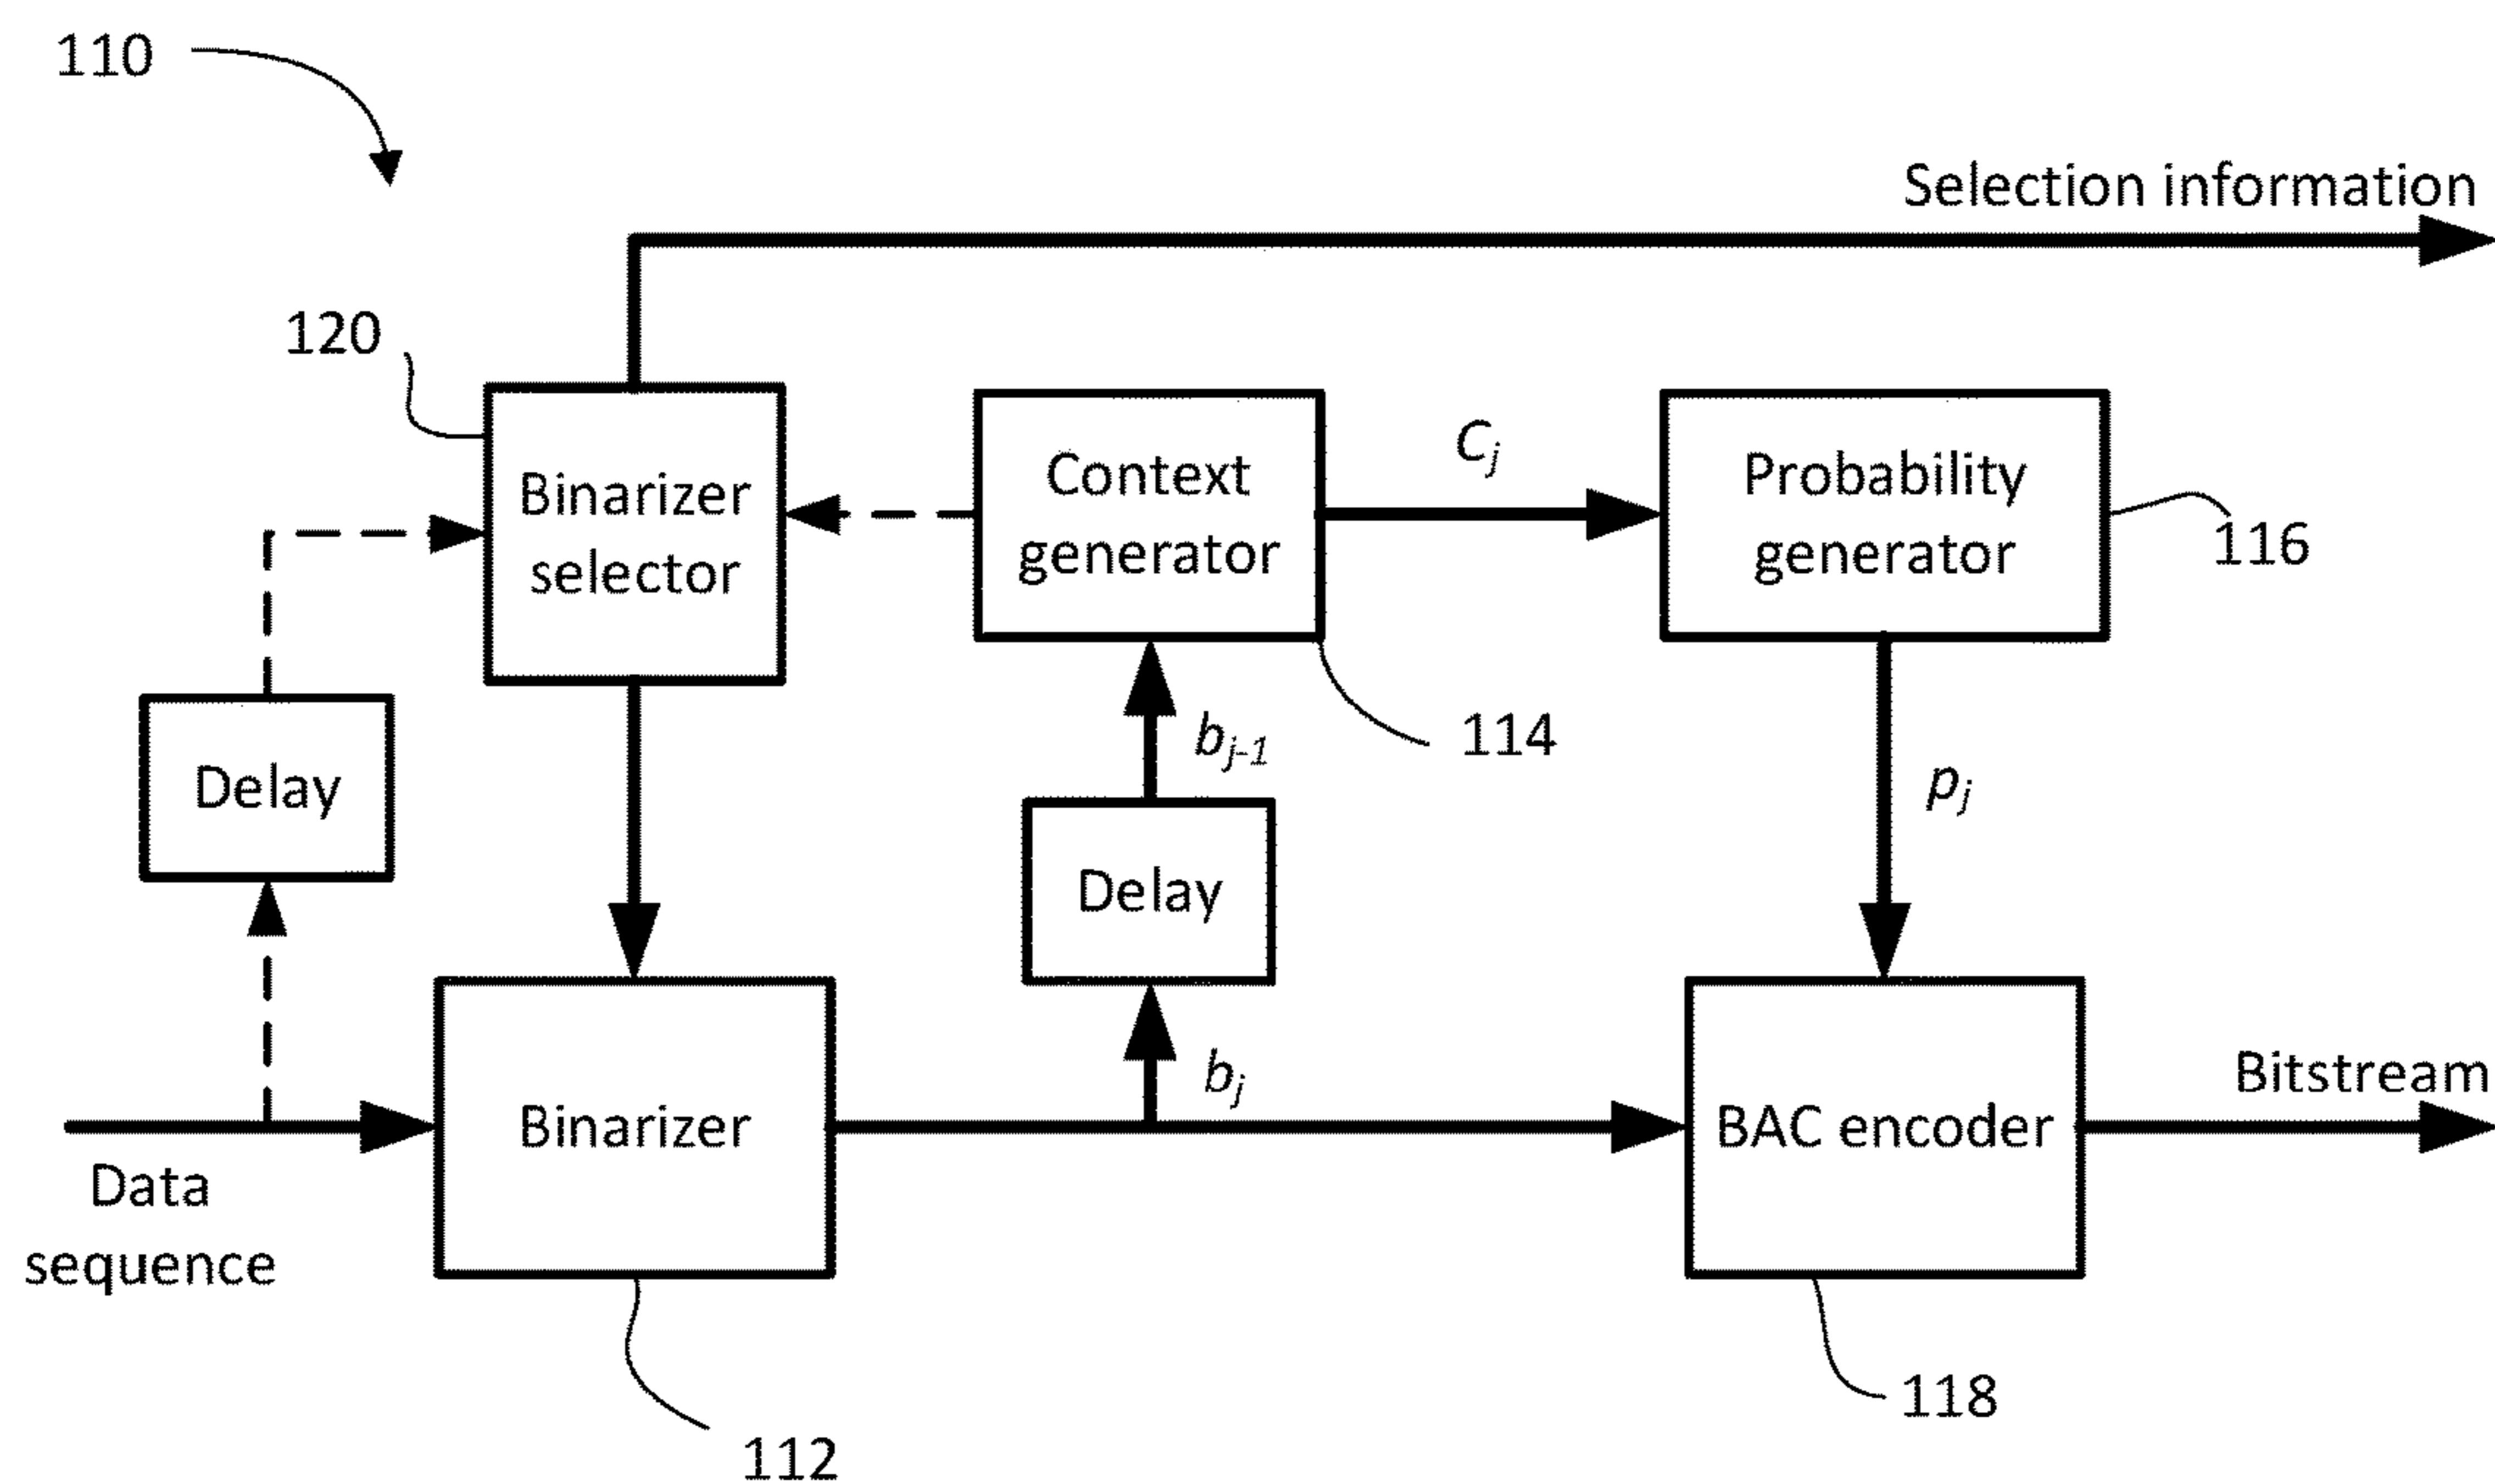 110
Selection information
120
Binarizer
selector
Context
generator
C_j
Probability
generator
116
Delay
b_{j-1}
114
p_j
Delay
b_j
Data
sequence
Binarizer
BAC encoder
Bitstream
112
118